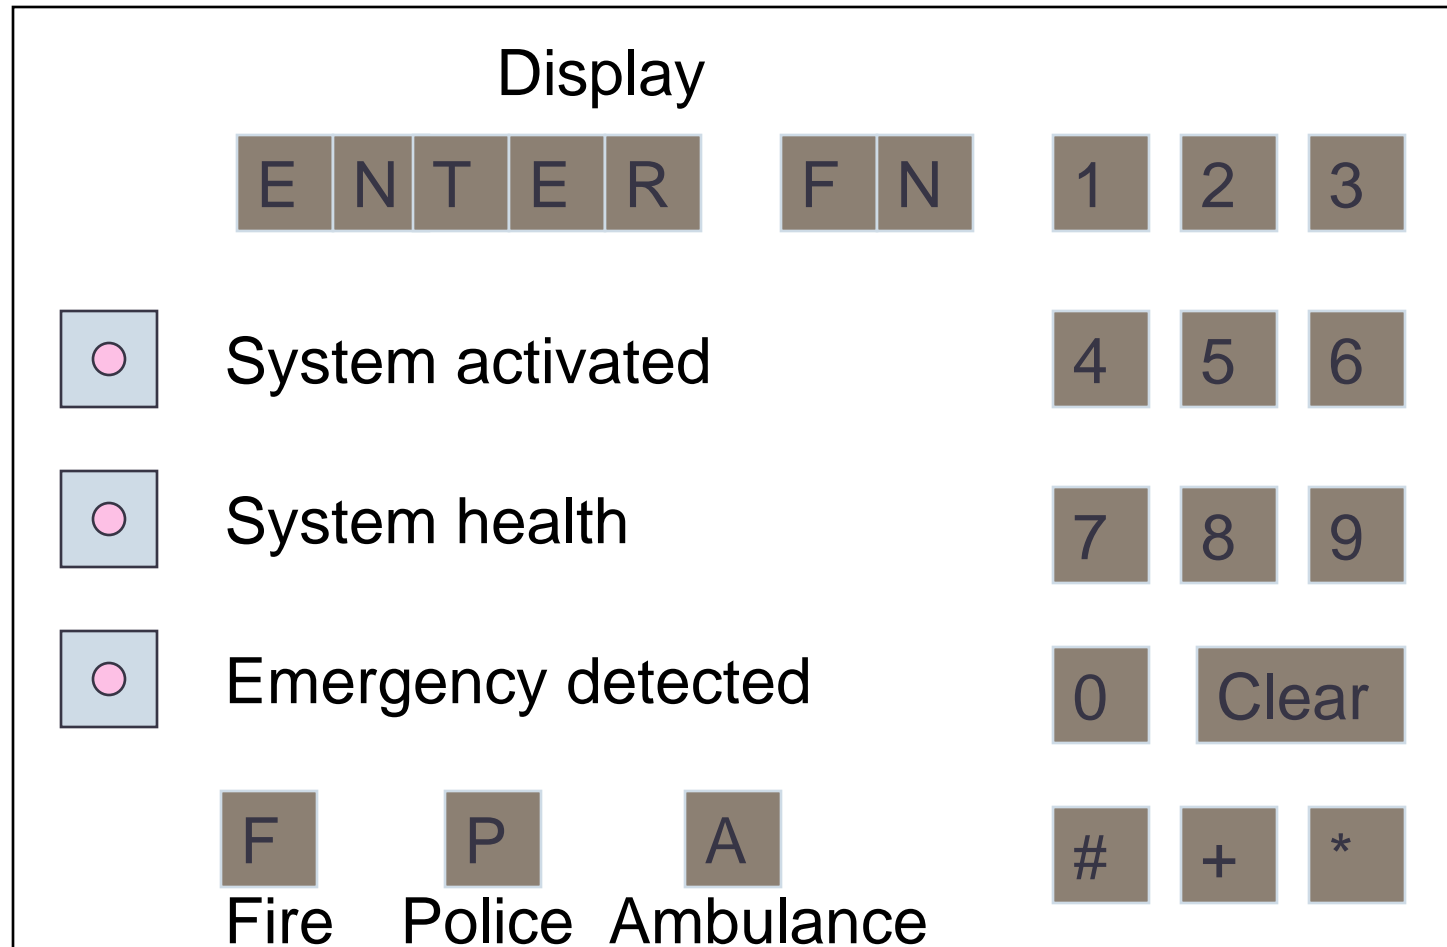 Display
E N T E R F N 1 2 3
System activated 4 5 6
System health 7 8 9
Emergency detected 0 Clear
F P A # + *
Fire Police Ambulance